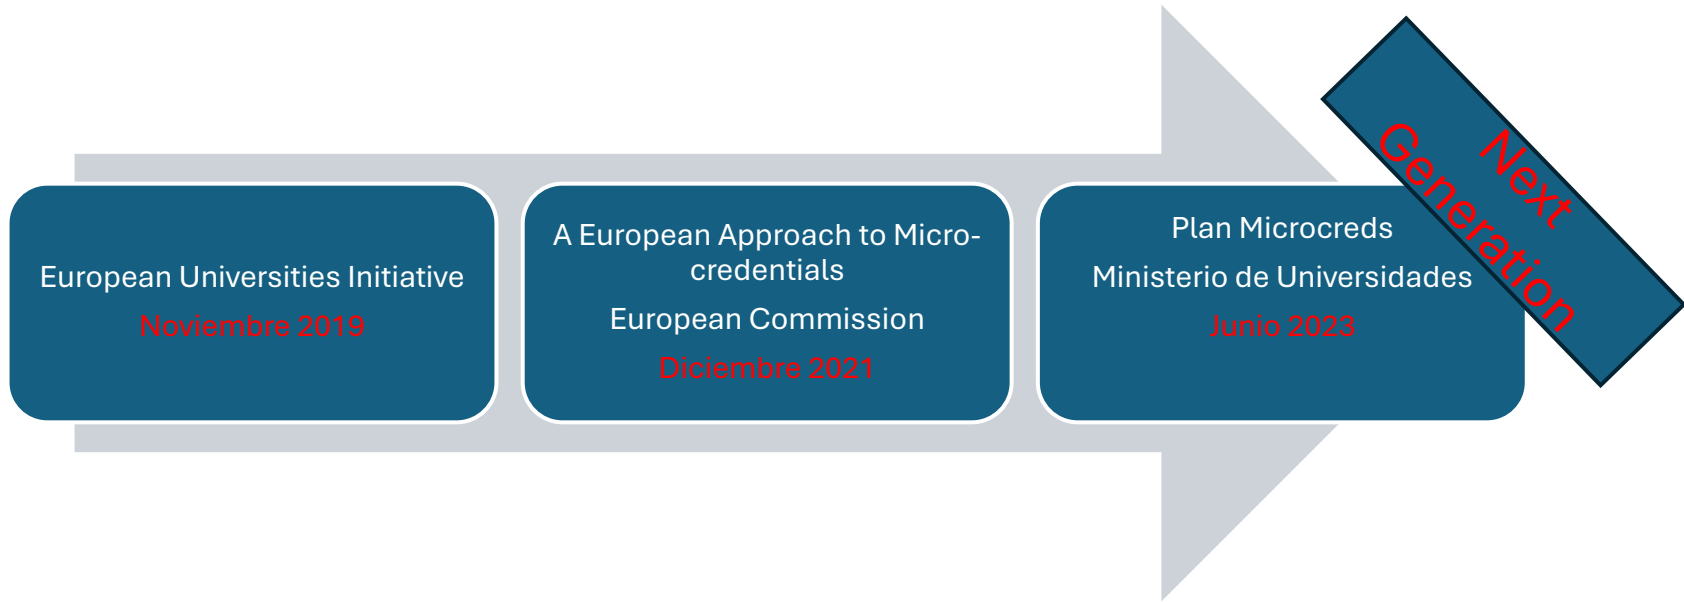 European Universities Initiative
Noviembre 2019
A European Approach to Micro-
credentials
European Commission
Diciembre 2021
Plan Microcreds
Ministerio de Universidades
Junio 2023
Next
Generation